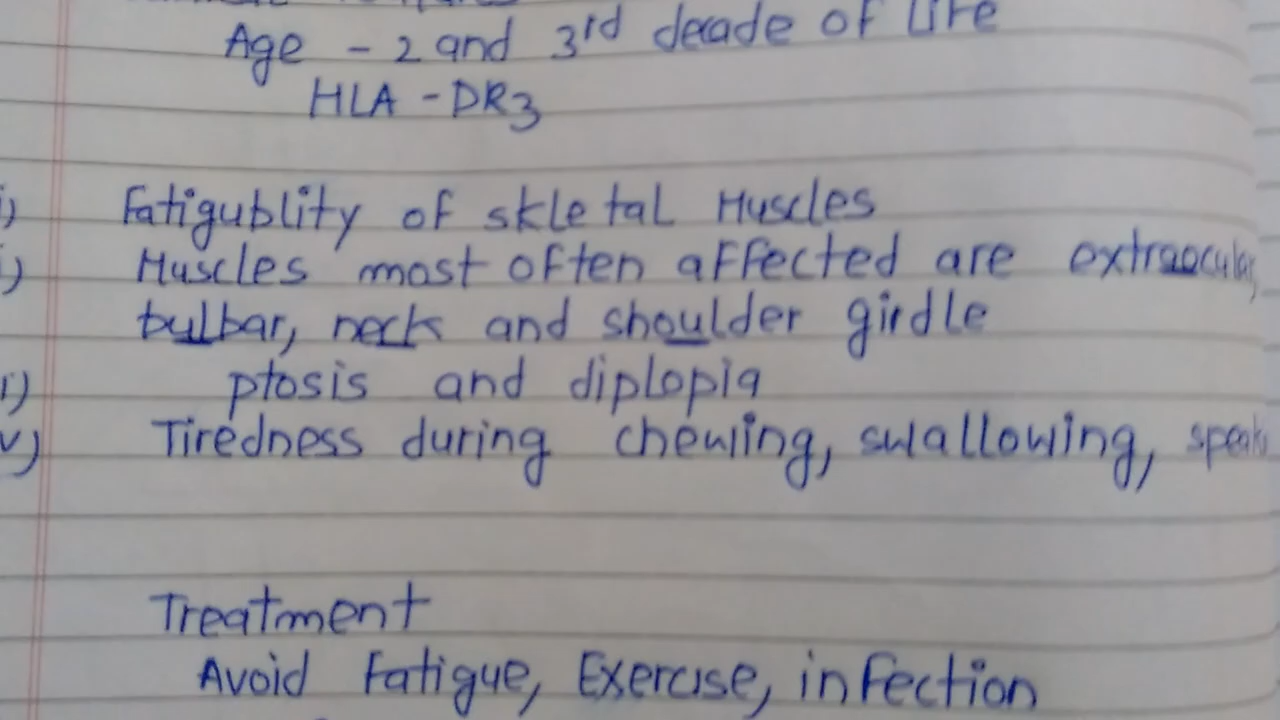 Age - 2 and 3rd decade of life
HLA - DR3
i) Fatigublity of skletal Muscles
i) Muscles most often affected are extraocular,
bulbar, neck and shoulder girdle
i) ptosis and diplopia
v) Tiredness during chewing, swallowing,
Treatment
Avoid Fatigue, Exercise, infection